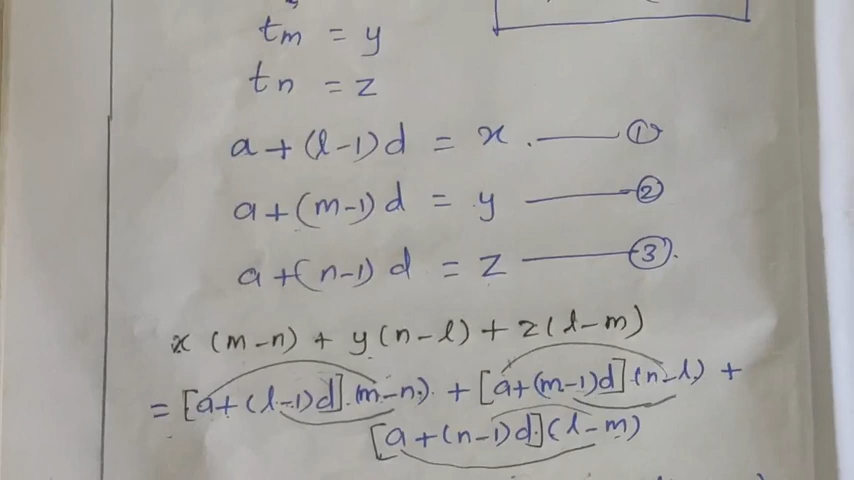 tm = y
tn = z
a + (l-1)d = x. —— ①
a + (m-1)d = y —— ②
a + (n-1)d = z —— ③.
x (m-n) + y(n-l) + z(l-m)
= [a+(l-1)d].(m-n) + [a+(m-1)d](n-l) +
[a+(n-1)d](l-m)